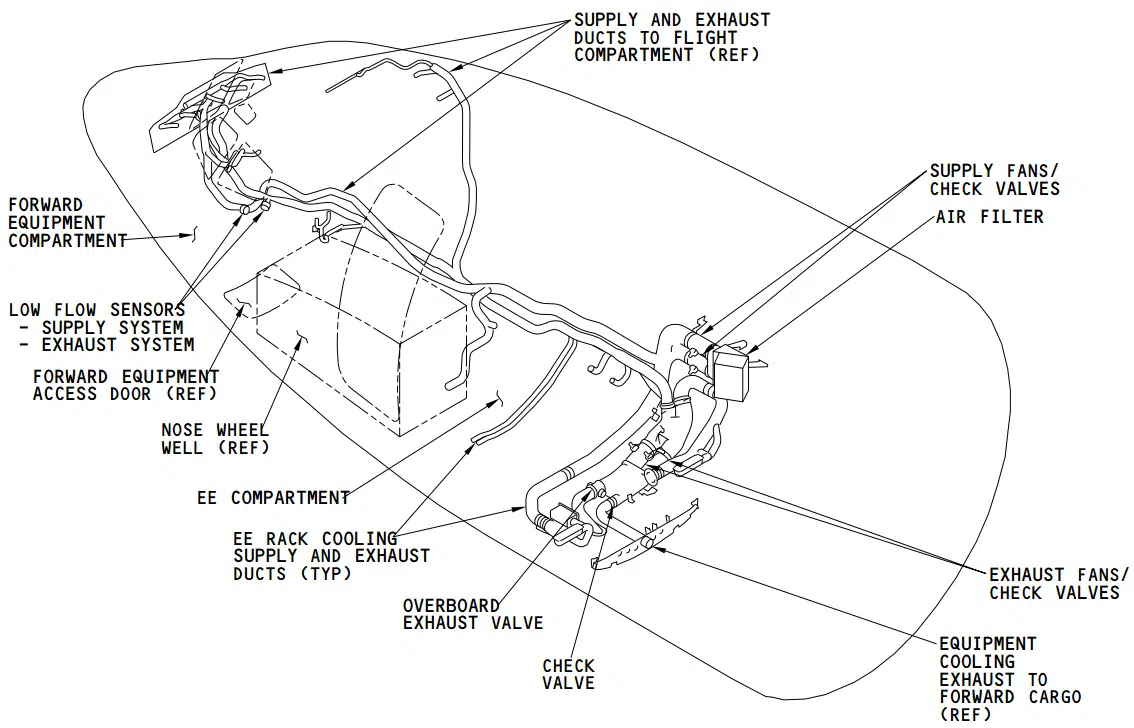 SUPPLY AND EXHAUST
DUCTS TO FLIGHT
COMPARTMENT (REF)
SUPPLY FANS/
CHECK VALVES
AIR FILTER
FORWARD
EQUIPMENT
COMPARTMENT
LOW FLOW SENSORS
- SUPPLY SYSTEM
- EXHAUST SYSTEM
FORWARD EQUIPMENT
ACCESS DOOR (REF)
NOSE WHEEL
WELL (REF)
EE COMPARTMENT
EE RACK COOLING
SUPPLY AND EXHAUST
DUCTS (TYP)
OVERBOARD
EXHAUST VALVE
CHECK
VALVE
EXHAUST FANS/
CHECK VALVES
EQUIPMENT
COOLING
EXHAUST TO
FORWARD CARGO
(REF)